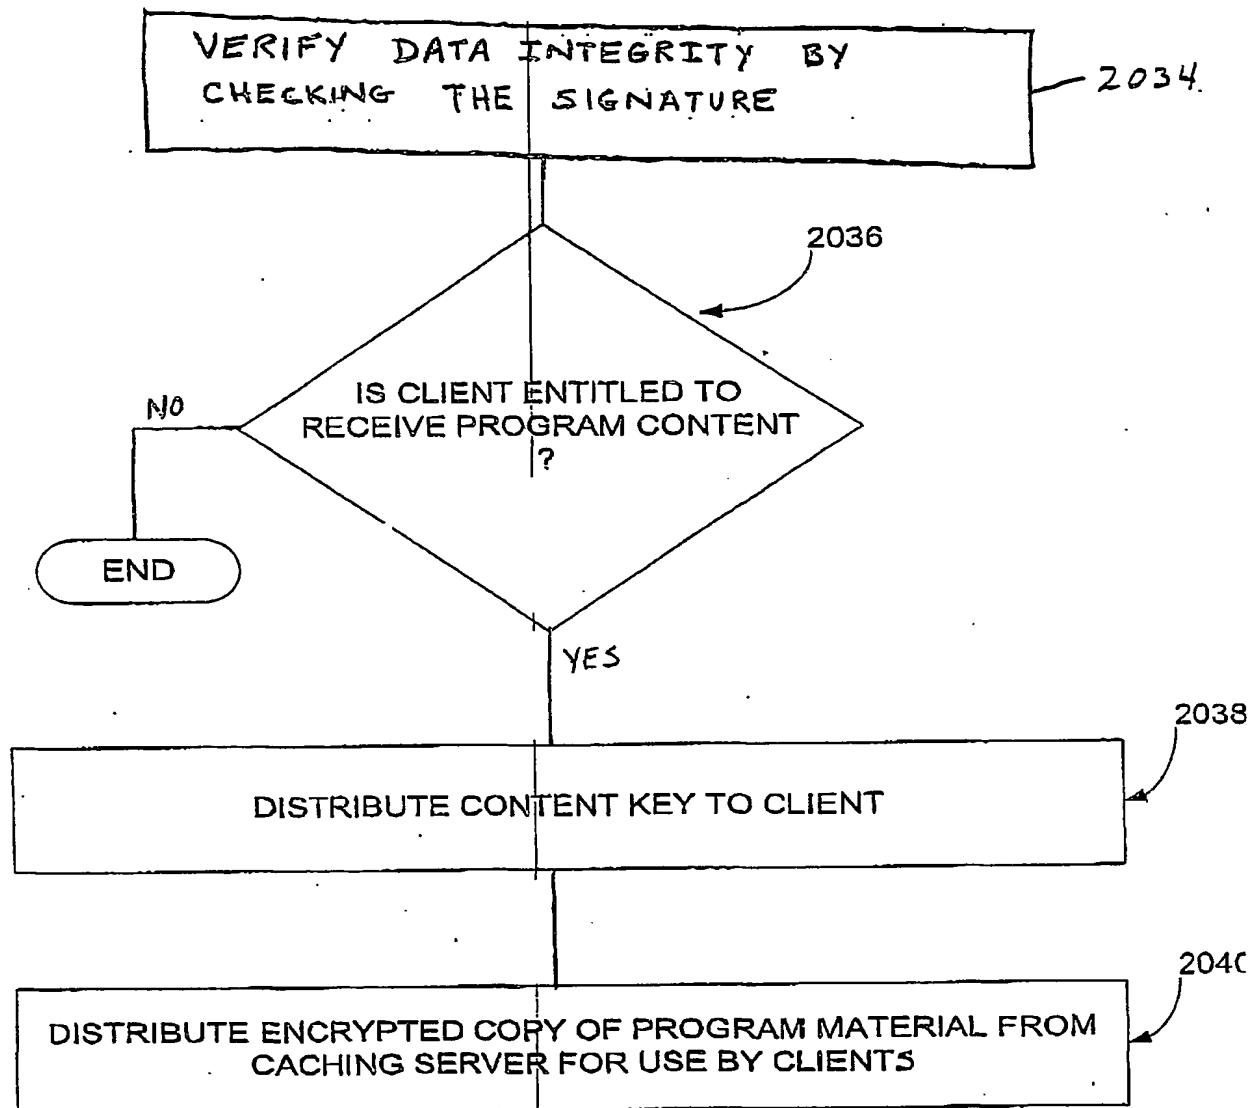 VERIFY DATA INTEGRITY BY
CHECKING THE SIGNATURE
2034
2036
IS CLIENT ENTITLED TO
RECEIVE PROGRAM CONTENT
?
NO
END
YES
2038
DISTRIBUTE CONTENT KEY TO CLIENT
2040
DISTRIBUTE ENCRYPTED COPY OF PROGRAM MATERIAL FROM
CACHING SERVER FOR USE BY CLIENTS